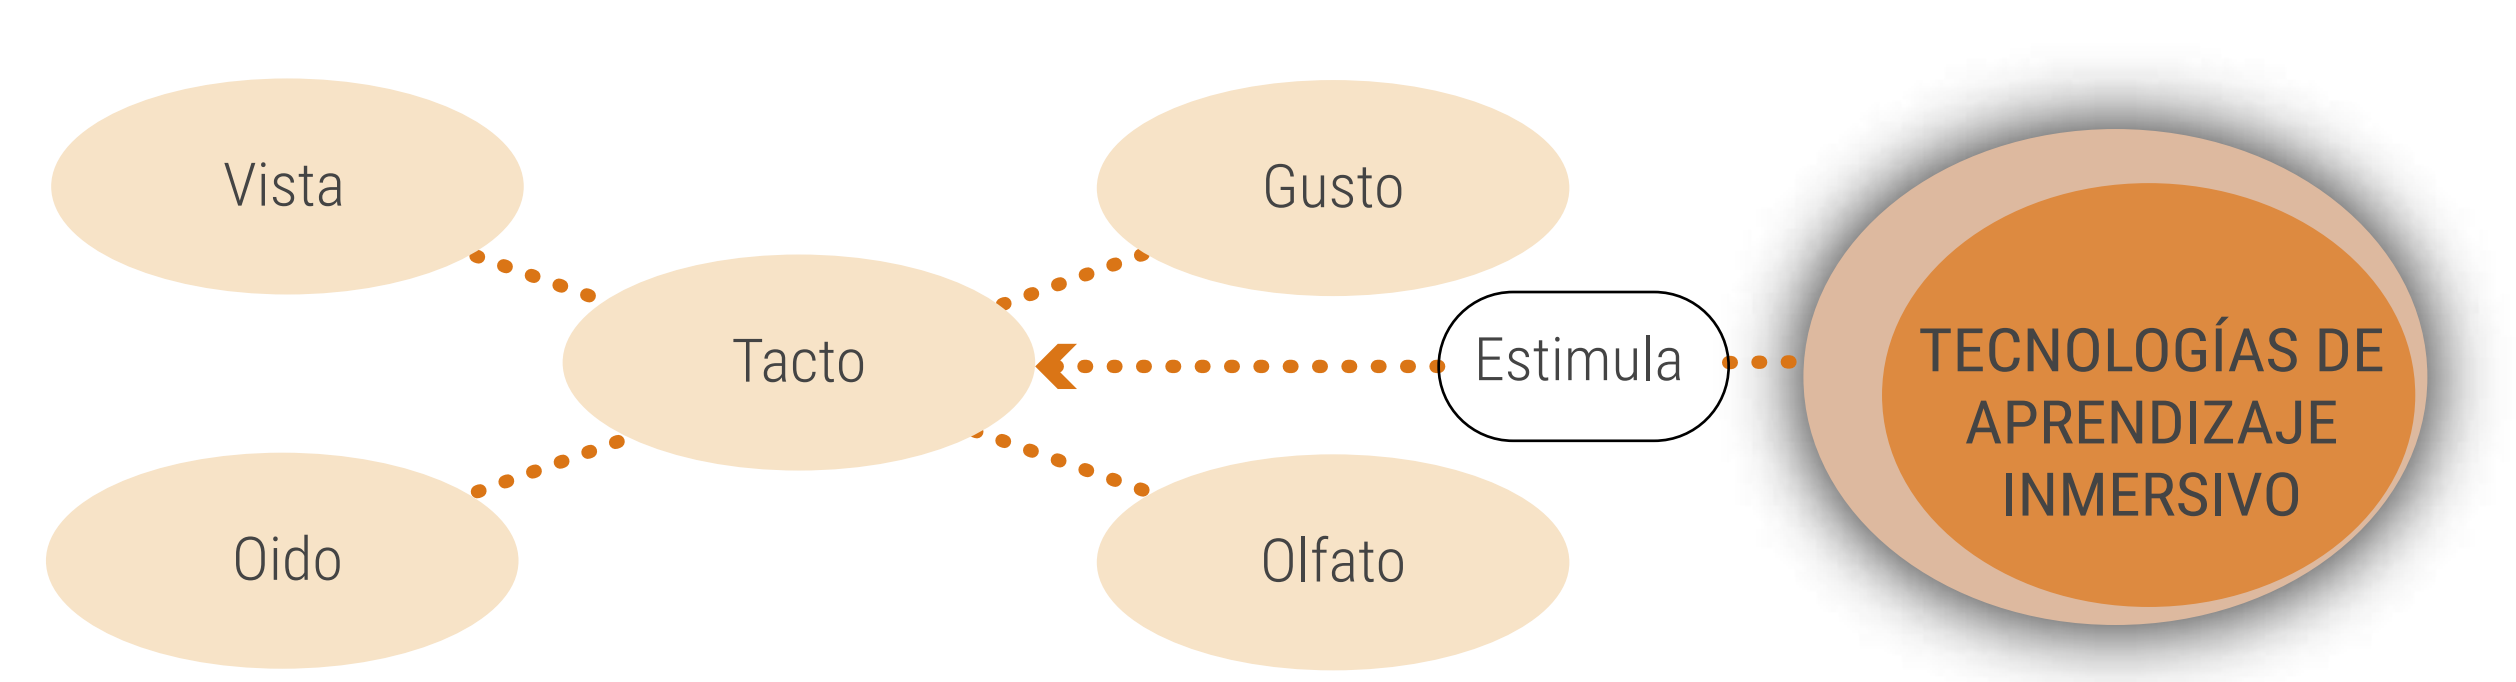 Vista
Gusto
Tacto
Estimula
Oido
Olfato
TECNOLOGÍAS DE
APRENDIZAJE
INMERSIVO